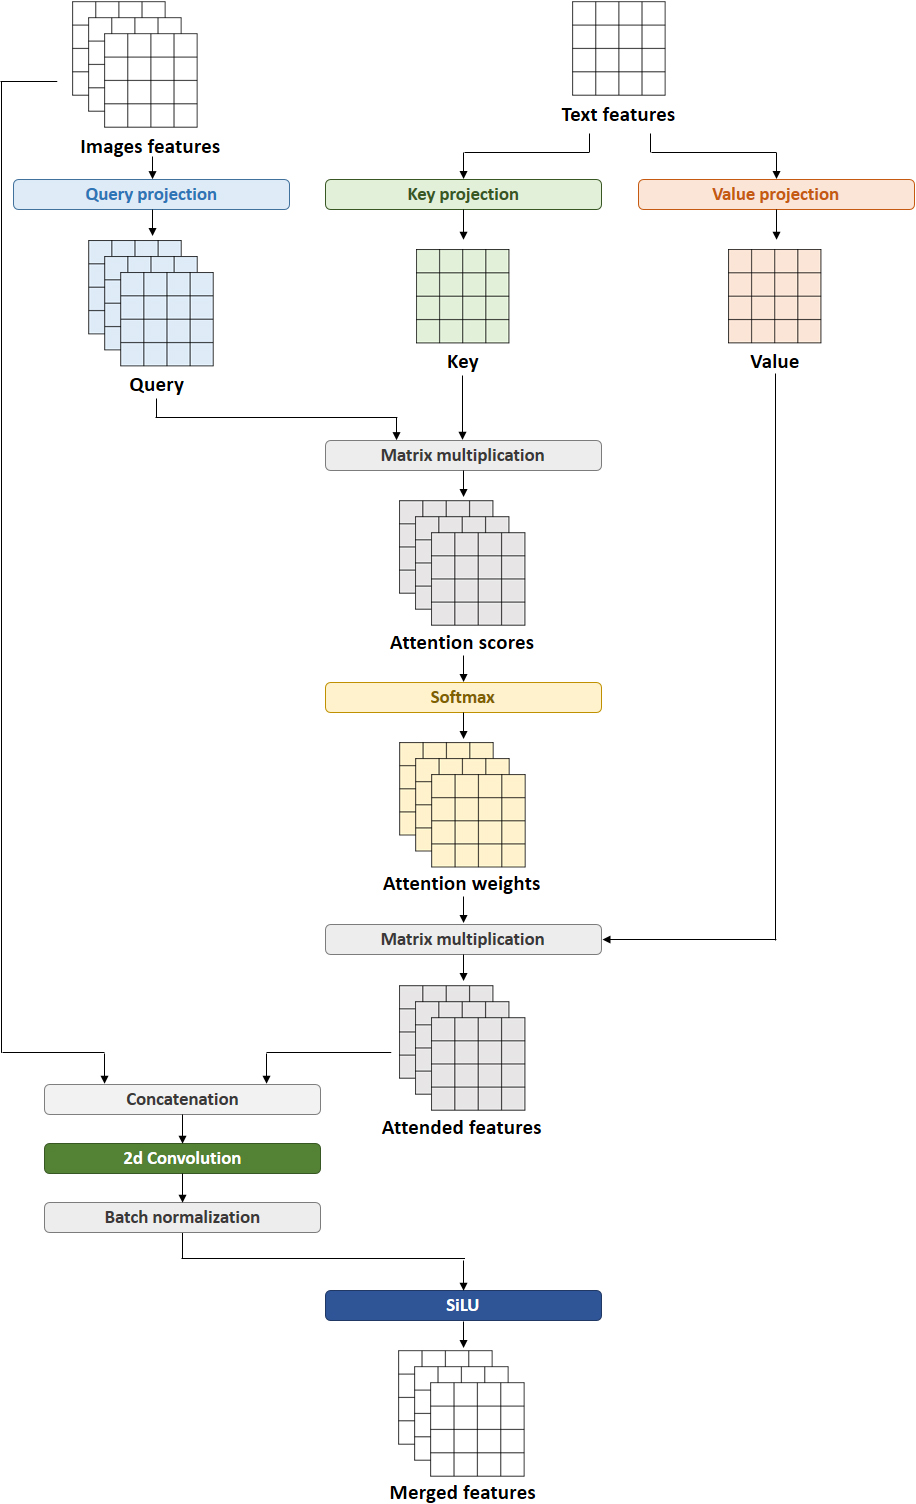 Images features
Text features
Query projection
Key projection
Value projection
Query
Key
Value
Matrix multiplication
Attention scores
Softmax
Attention weights
Matrix multiplication
Attended features
Concatenation
2d Convolution
Batch normalization
SiLU
Merged features